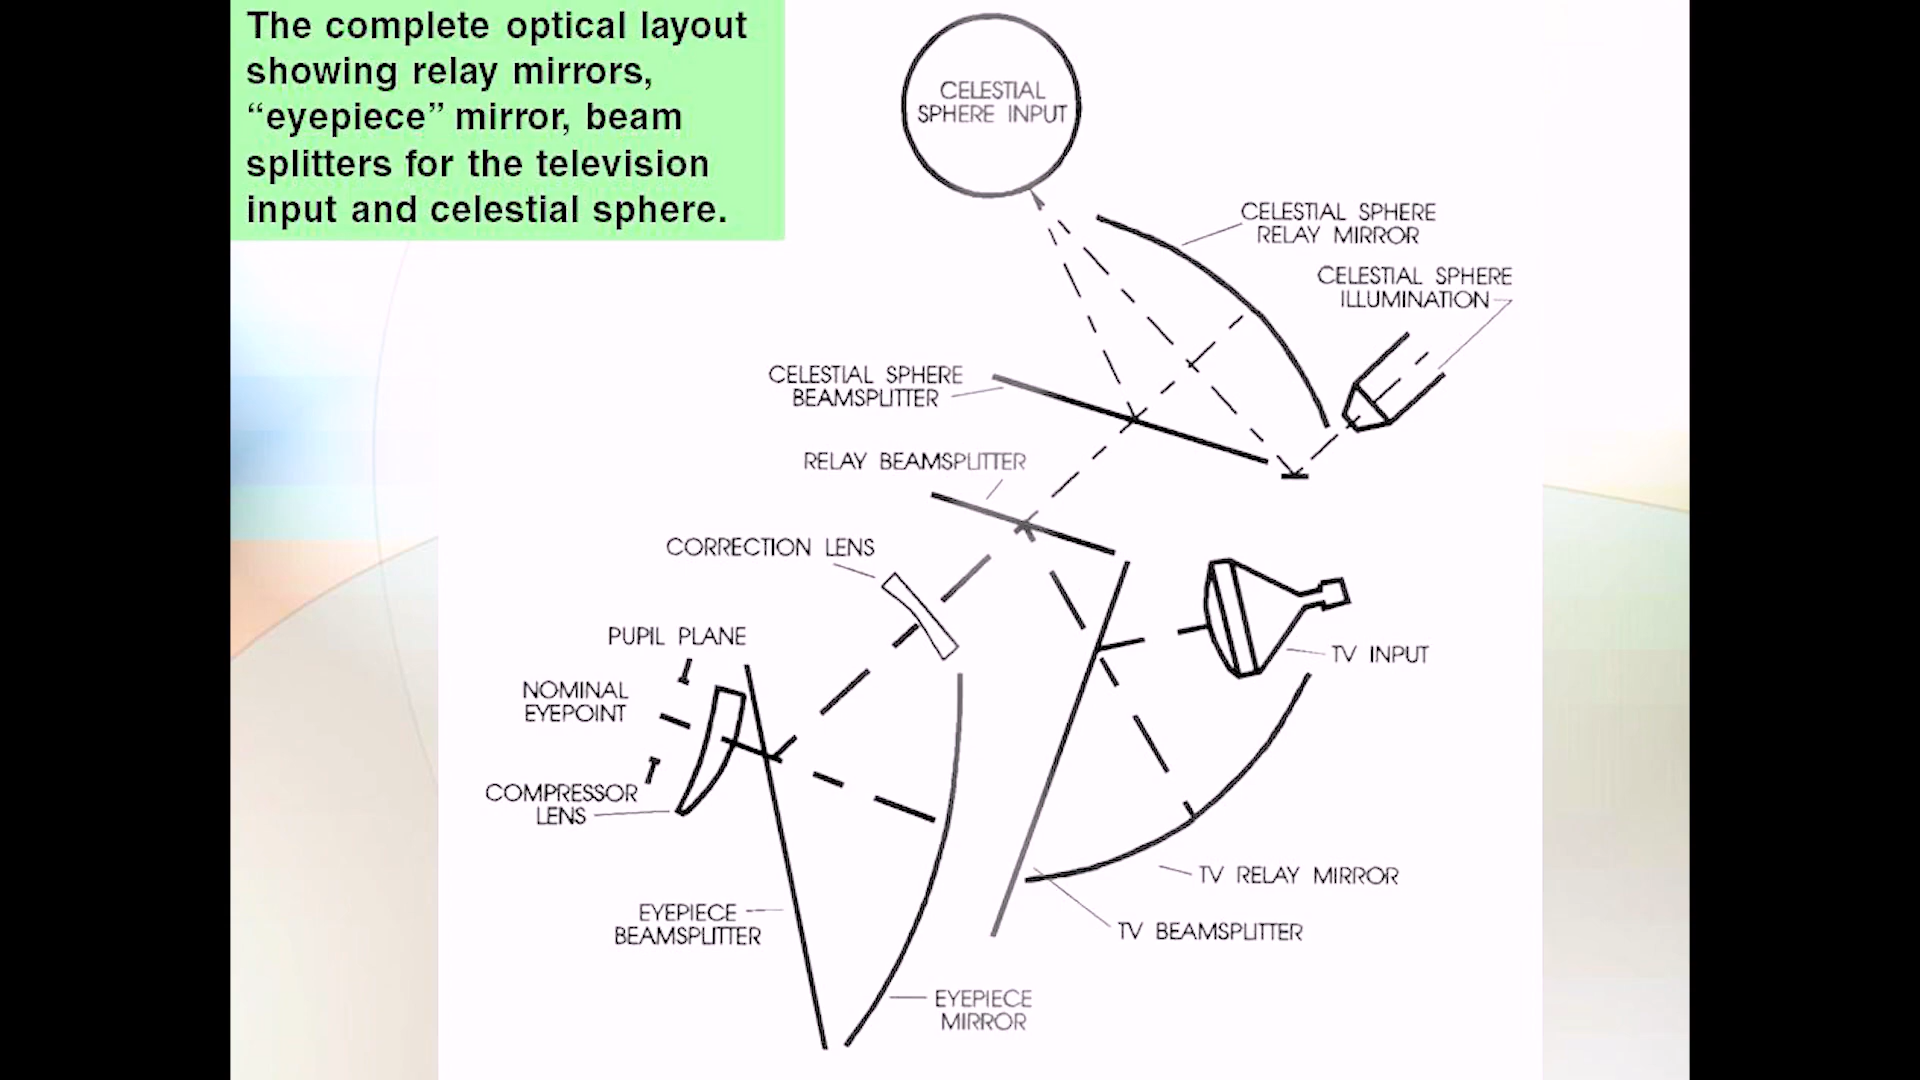 The complete optical layout
showing relay mirrors,
“eyepiece” mirror, beam
splitters for the television
input and celestial sphere.
CELESTIAL
SPHERE INPUT
CELESTIAL SPHERE
RELAY MIRROR
CELESTIAL SPHERE
ILLUMINATION
CELESTIAL SPHERE
BEAMSPLITTER
RELAY BEAMSPLITTER
CORRECTION LENS
PUPIL PLANE
TV INPUT
NOMINAL
EYEPOINT
COMPRESSOR
LENS
TV RELAY MIRROR
EYEPIECE
BEAMSPLITTER
TV BEAMSPLITTER
EYEPIECE
MIRROR